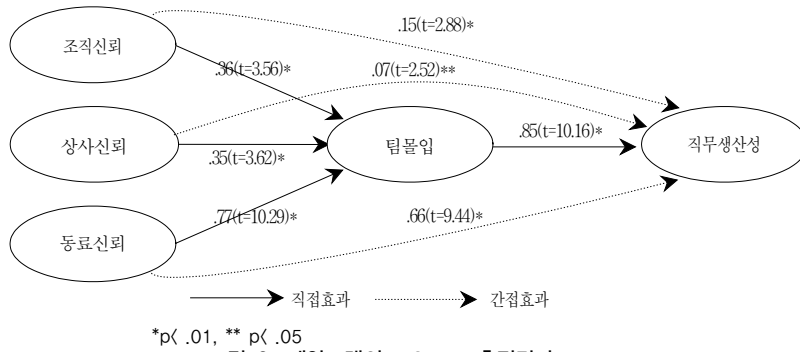 조직신뢰
.15(t=2.88)*
.36(t=3.56)*
.07(t=2.52)**
상사신뢰
팀몰입
.85(t=10.16)*
직무생산성
.35(t=3.62)*
.77(t=10.29)*
.66(t=9.44)*
동료신뢰
직접효과
간접효과
*p< .01, ** p< .05